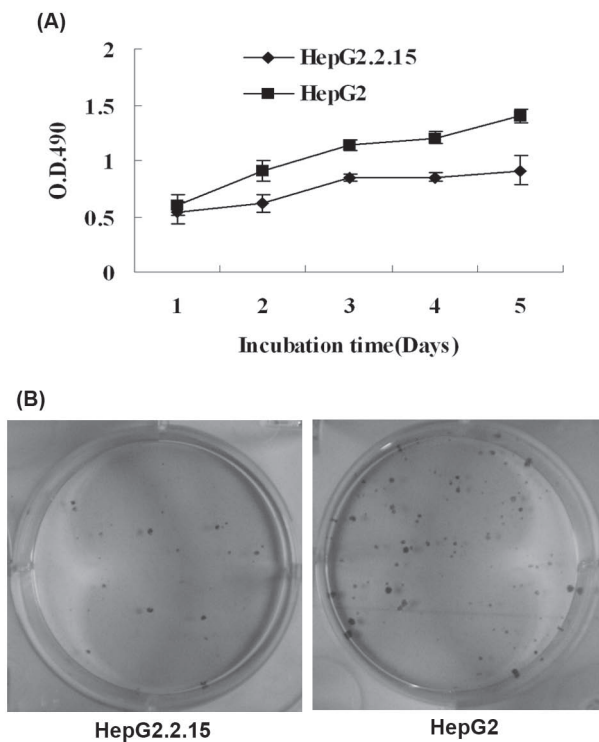 (A)
2
1.5
1
0.5
0
O.D.490
HepG2.2.15
HepG2
1 2 3 4 5
Incubation time(Days)
(B)
HepG2.2.15 HepG2